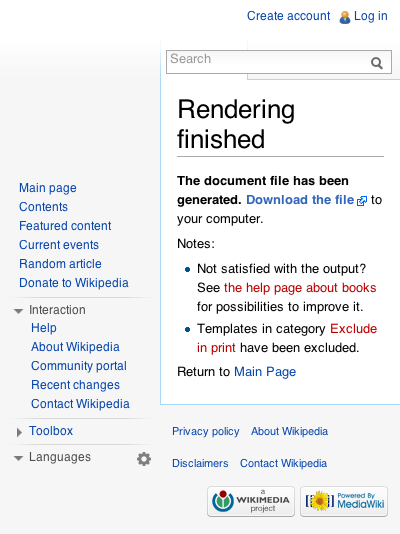 Create account Log in
Search
Rendering
finished
The document file has been
generated. Download the file to
your computer.
Notes:
Not satisfied with the output?
See the help page about books
for possibilities to improve it.
Templates in category Exclude
in print have been excluded.
Return to Main Page
Main page
Contents
Featured content
Current events
Random article
Donate to Wikipedia
Interaction
Help
About Wikipedia
Community portal
Recent changes
Contact Wikipedia
Toolbox
Languages
Privacy policy About Wikipedia
Disclaimers Contact Wikipedia
a
WIKIMEDIA
project
Powered By
MediaWiki